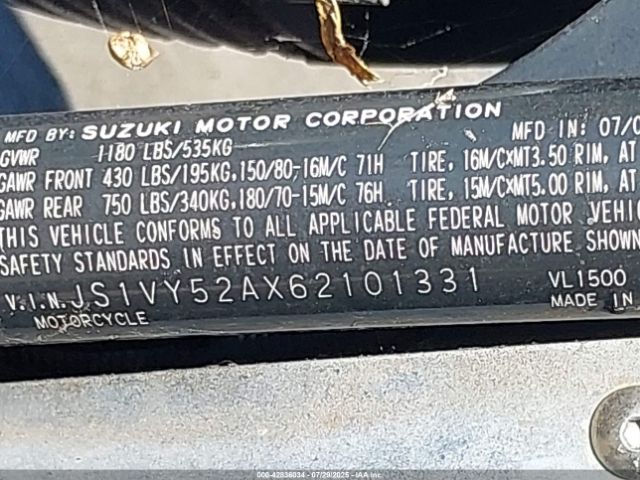 MFD BY: SUZUKI MOTOR CORPORATION MFD IN: 07/0
GVWR 1180 LBS/535KG
GAWR FRONT 430 LBS/195KG,150/80-16M/C 71H TIRE, 16M/CXMT3.50 RIM, AT
GAWR REAR 750 LBS/340KG,180/70-15M/C 76H. TIRE, 15M/CXMT5.00 RIM, AT
THIS VEHICLE CONFORMS TO ALL APPLICABLE FEDERAL MOTOR VEHI
SAFETY STANDARDS IN EFFECT ON THE DATE OF MANUFACTURE SHOWN
V.I.N. JS1VY52AX62101331 VL1500
MOTORCYCLE MADE IN
000-42836034 07/29/2025 IAA Inc.